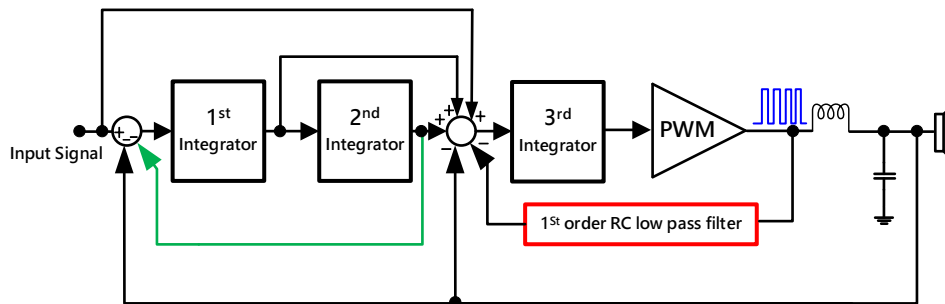 Input Signal
+
−
−
1st
Integrator
2nd
Integrator
+
+
+
−
−
3rd
Integrator
PWM
1St order RC low pass filter